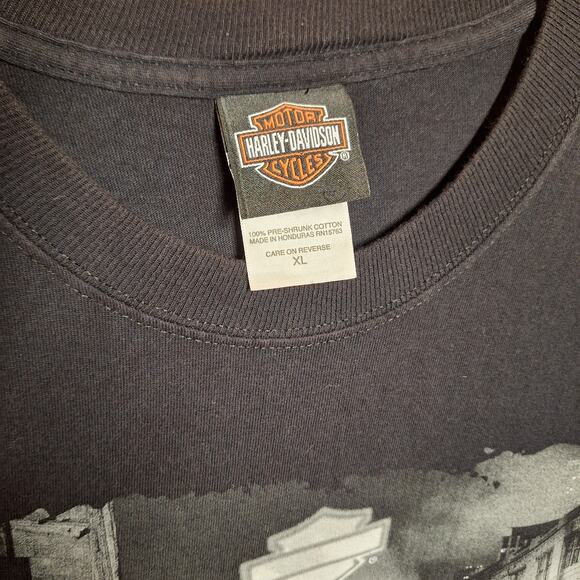 MOTOR
HARLEY-DAVIDSON
CYCLES
®
100% PRE-SHRUNK COTTON
MADE IN HONDURAS RN15763
CARE ON REVERSE
XL
®